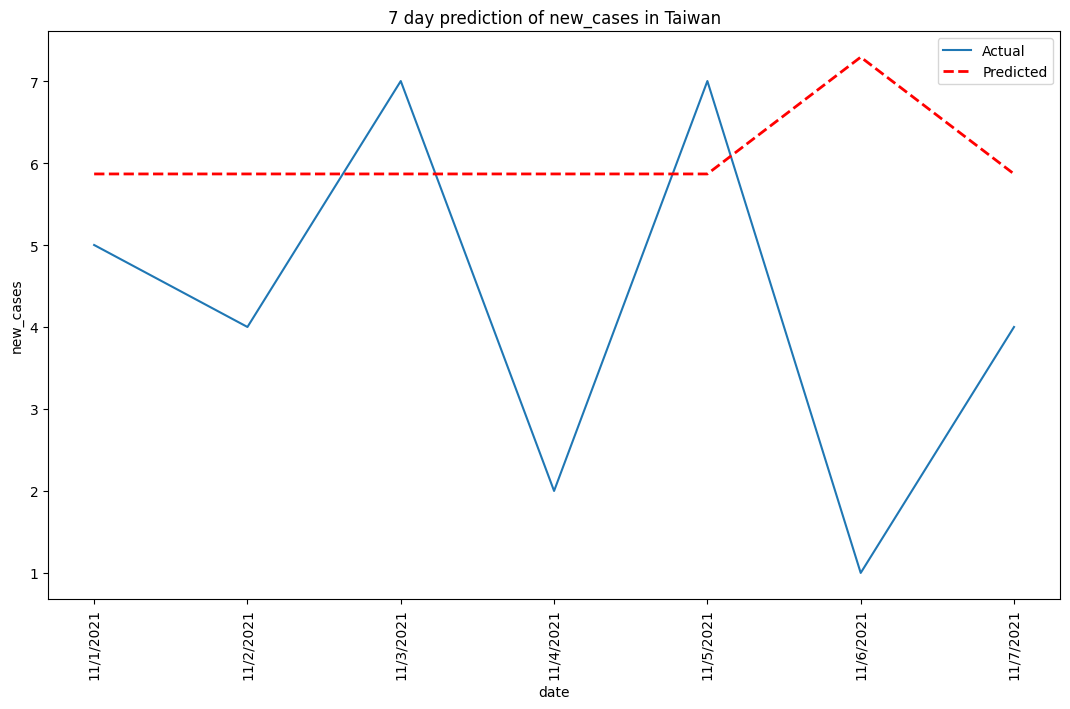 7 day prediction of new_cases in Taiwan
Actual
Predicted
new_cases
7
6
5
4
3
2
1
11/1/2021
11/2/2021
11/3/2021
11/4/2021
11/5/2021
11/6/2021
11/7/2021
date